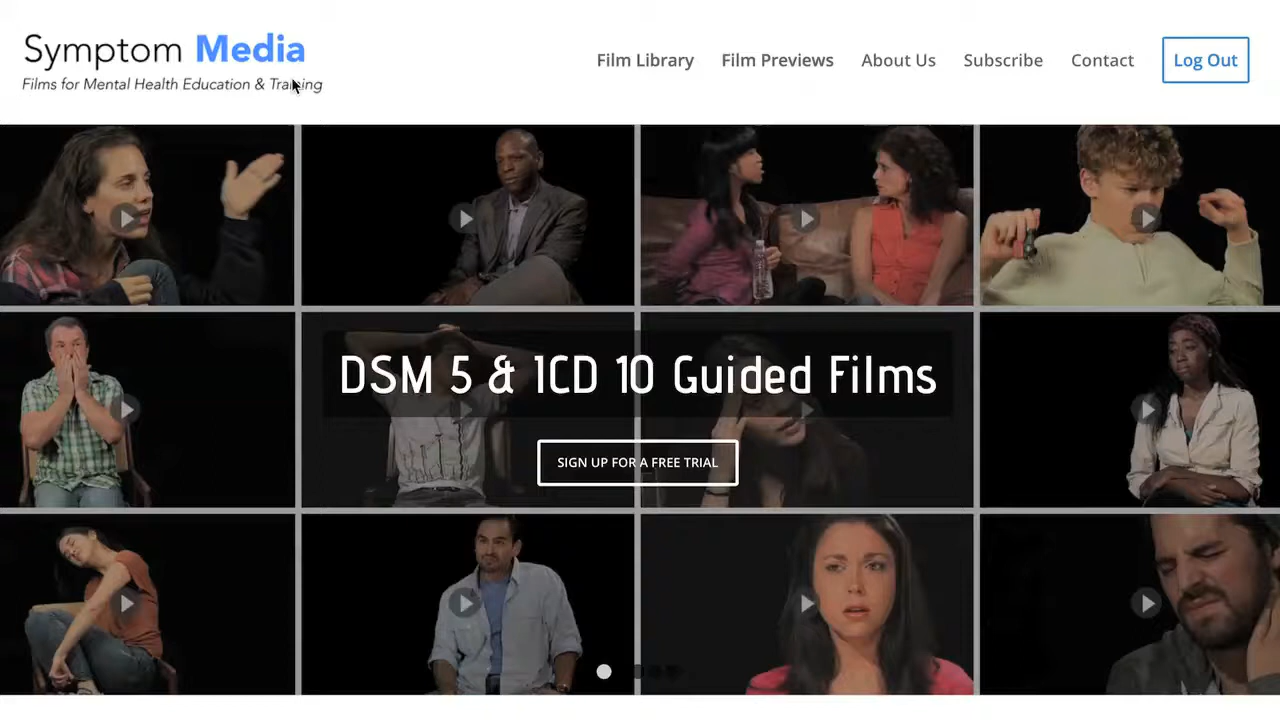 Symptom Media
Films for Mental Health Education & Training
Film Library
Film Previews
About Us
Subscribe
Contact
Log Out
DSM 5 & ICD 10 Guided Films
SIGN UP FOR A FREE TRIAL